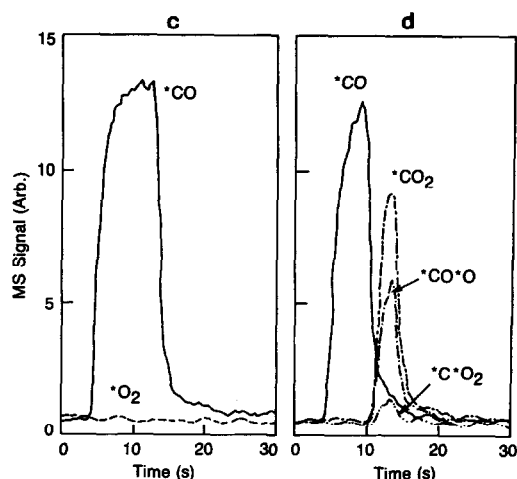 c
d
15
10
5
0
MS Signal (Arb.)
*CO
*O₂
0 10 20 30
Time (s)
*CO
*CO₂
*CO*O
*C*O₂
0 10 20 30
Time (s)